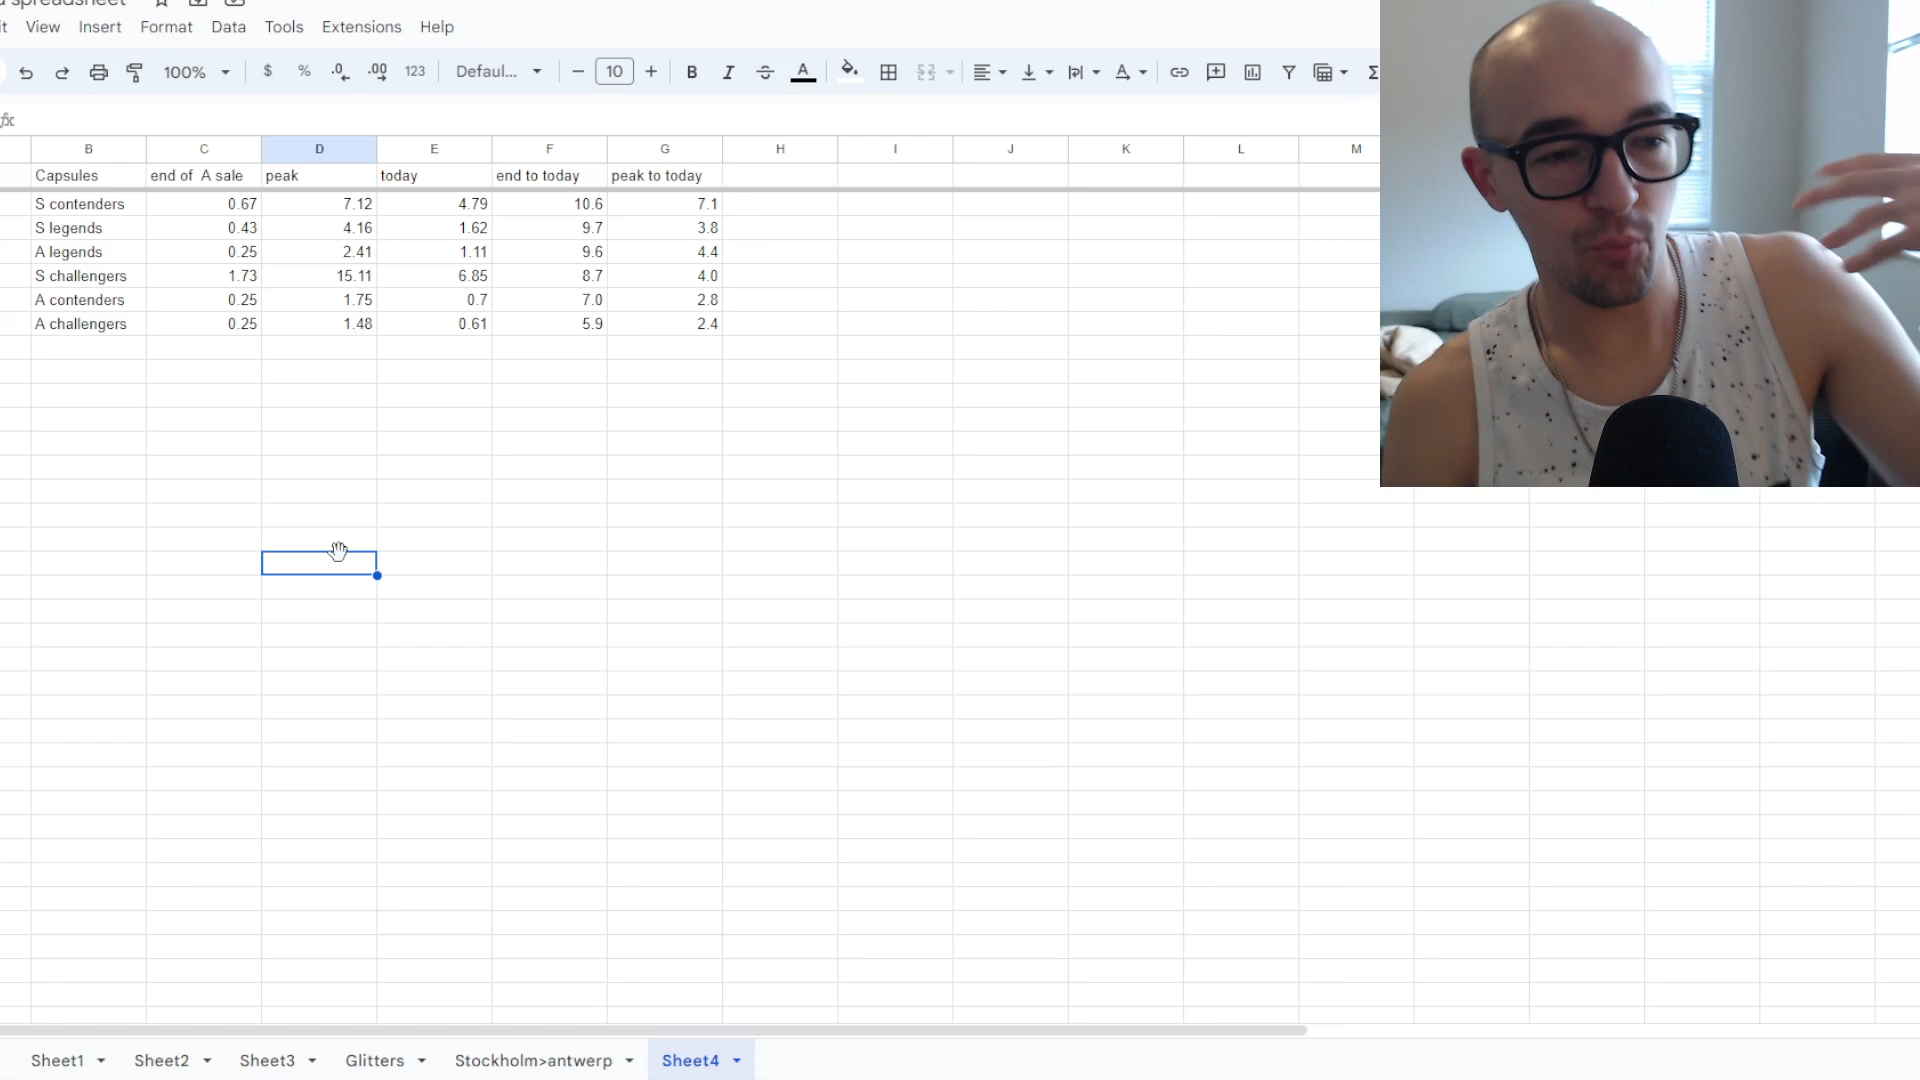 spreadsheet
View Insert Format Data Tools Extensions Help
100% $ % .0 .00 123 Defaul... 10 B I A Σ
fx
B C D E F G H I J K L M
Capsules end of A sale peak today end to today peak to today
S contenders 0.67 7.12 4.79 10.6 7.1
S legends 0.43 4.16 1.62 9.7 3.8
A legends 0.25 2.41 1.11 9.6 4.4
S challengers 1.73 15.11 6.85 8.7 4.0
A contenders 0.25 1.75 0.7 7.0 2.8
A challengers 0.25 1.48 0.61 5.9 2.4
Sheet1 Sheet2 Sheet3 Glitters Stockholm>antwerp Sheet4